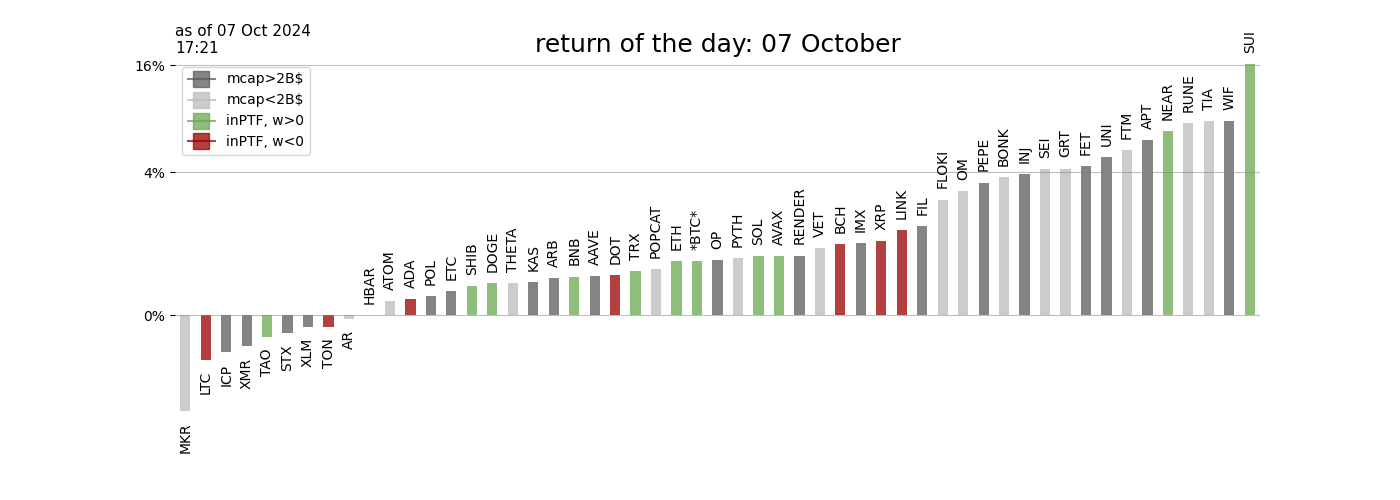 as of 07 Oct 2024
17:21
return of the day: 07 October
16%
4%
0%
mcap>2B$
mcap<2B$
inPTF, w>0
inPTF, w<0
MKR
LTC
ICP
XMR
TAO
STX
XLM
TON
AR
HBAR
ATOM
ADA
POL
ETC
SHIB
DOGE
THETA
KAS
ARB
BNB
AAVE
DOT
TRX
POPCAT
ETH
*BTC*
OP
PYTH
SOL
AVAX
RENDER
VET
BCH
IMX
XRP
LINK
FIL
FLOKI
OM
PEPE
BONK
INJ
SEI
GRT
FET
UNI
FTM
APT
NEAR
RUNE
TIA
WIF
SUI